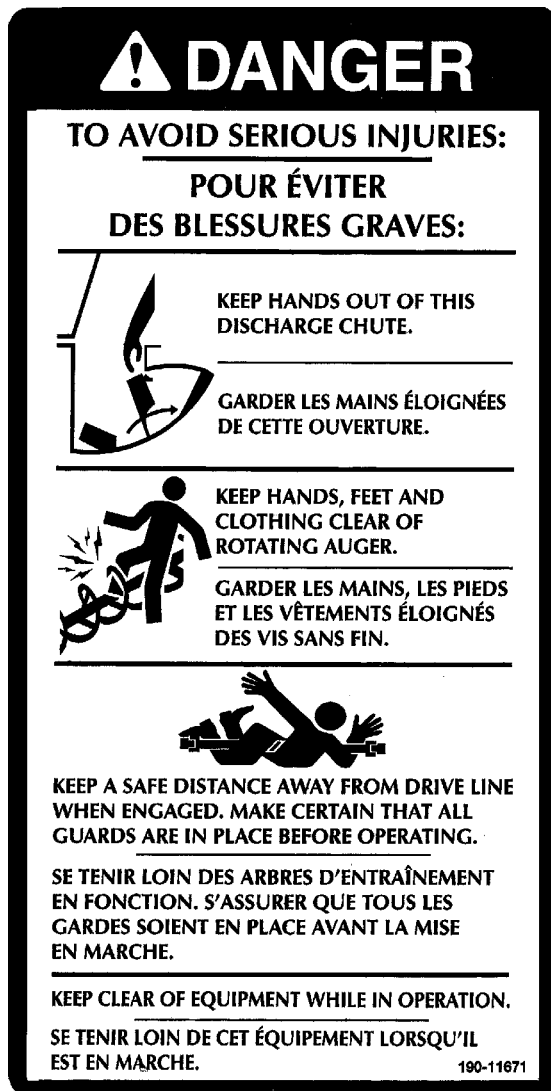 DANGER
TO AVOID SERIOUS INJURIES:
POUR ÉVITER
DES BLESSURES GRAVES:
KEEP HANDS OUT OF THIS
DISCHARGE CHUTE.
GARDER LES MAINS ÉLOIGNÉES
DE CETTE OUVERTURE.
KEEP HANDS, FEET AND
CLOTHING CLEAR OF
ROTATING AUGER.
GARDER LES MAINS, LES PIEDS
ET LES VÊTEMENTS ÉLOIGNÉS
DES VIS SANS FIN.
KEEP A SAFE DISTANCE AWAY FROM DRIVE LINE
WHEN ENGAGED. MAKE CERTAIN THAT ALL
GUARDS ARE IN PLACE BEFORE OPERATING.
SE TENIR LOIN DES ARBRES D'ENTRAÎNEMENT
EN FONCTION. S'ASSURER QUE TOUS LES
GARDES SOIENT EN PLACE AVANT LA MISE
EN MARCHE.
KEEP CLEAR OF EQUIPMENT WHILE IN OPERATION.
SE TENIR LOIN DE CET ÉQUIPEMENT LORSQU'IL
EST EN MARCHE.
190-11671